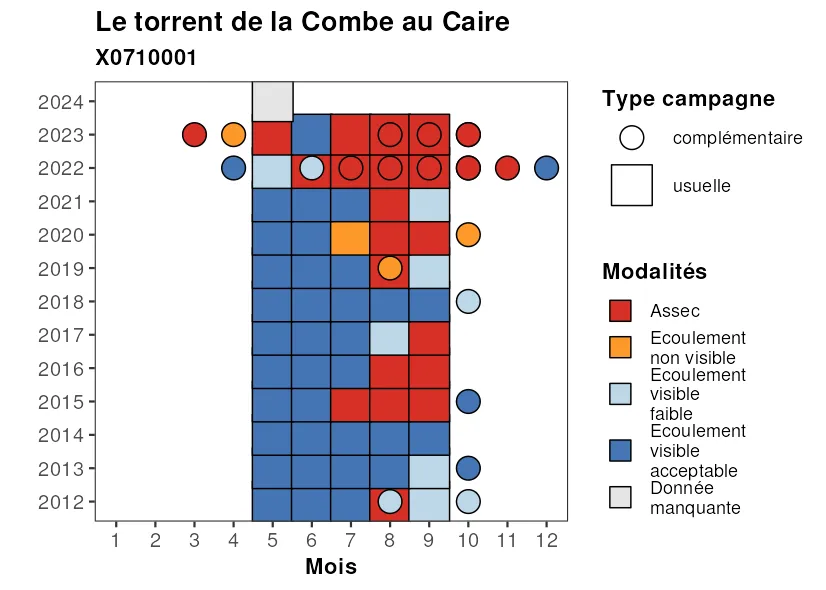 Le torrent de la Combe au Caire
X0710001
2024
2023
2022
2021
2020
2019
2018
2017
2016
2015
2014
2013
2012
1 2 3 4 5 6 7 8 9 10 11 12
Mois
Type campagne
complémentaire
usuelle
Modalités
Assec
Ecoulement
non visible
Ecoulement
visible
faible
Ecoulement
visible
acceptable
Donnée
manquante